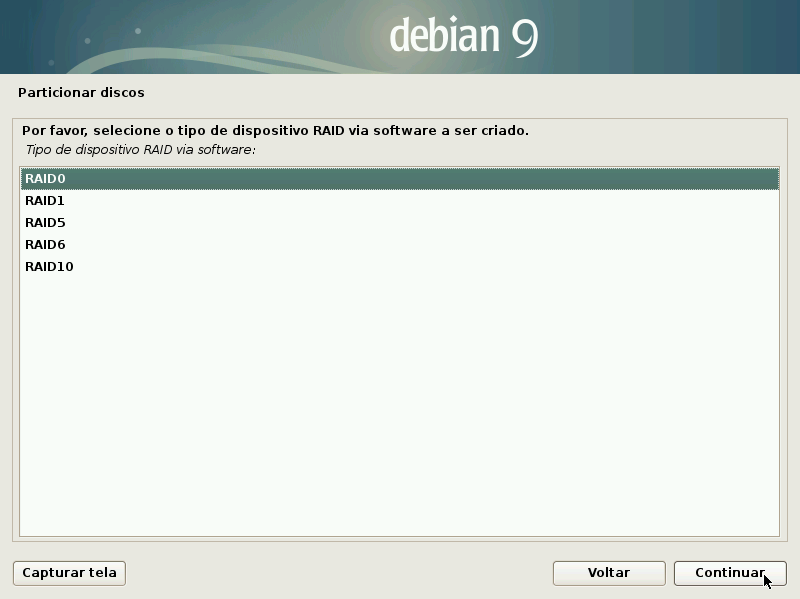 debian 9
Particionar discos
Por favor, selecione o tipo de dispositivo RAID via software a ser criado.
Tipo de dispositivo RAID via software:
RAID0
RAID1
RAID5
RAID6
RAID10
Capturar tela
Voltar
Continuar